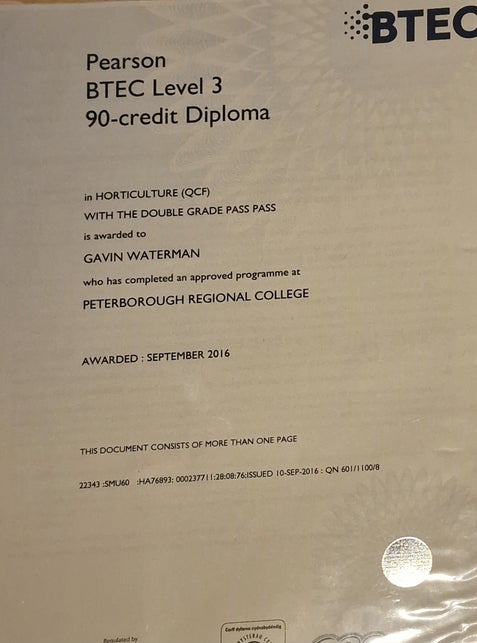 BTEC
Pearson
BTEC Level 3
90-credit Diploma
in HORTICULTURE (QCF)
WITH THE DOUBLE GRADE PASS PASS
is awarded to
GAVIN WATERMAN
who has completed an approved programme at
PETERBOROUGH REGIONAL COLLEGE
AWARDED : SEPTEMBER 2016
THIS DOCUMENT CONSISTS OF MORE THAN ONE PAGE
22343 :SMU60 :HA76893: 000237711:28:08:76:ISSUED 10-SEP-2016 : QN 601/1100/8
Regulated by